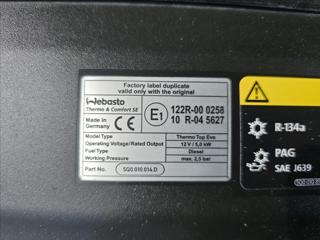 Factory label duplicate
valid only with the original
Webasto
Thermo & Comfort SE
Made in
Germany
CE
E1
122R-00 0258
10 R-04 5627
Model Type
Thermo Top Evo
Operating Voltage/Rated Output
12 V / 5,0 kW
Fuel Type
Diesel
Working Pressure
max. 2,5 bar
Part No.
5G0.010.014.D
R-134a
PAG
SAE J639